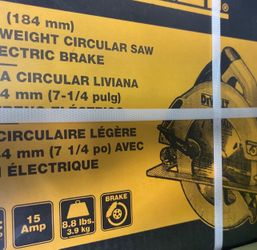 (184 mm)
WEIGHT CIRCULAR SAW
ECTRIC BRAKE
A CIRCULAR LIVIANA
4 mm (7-1/4 pulg)
CIRCULAIRE LÉGÈRE
4 mm (7 1/4 po) AVEC
N ÉLECTRIQUE
DEWALT
15
Amp
8.8 lbs.
3.9 kg
BRAKE